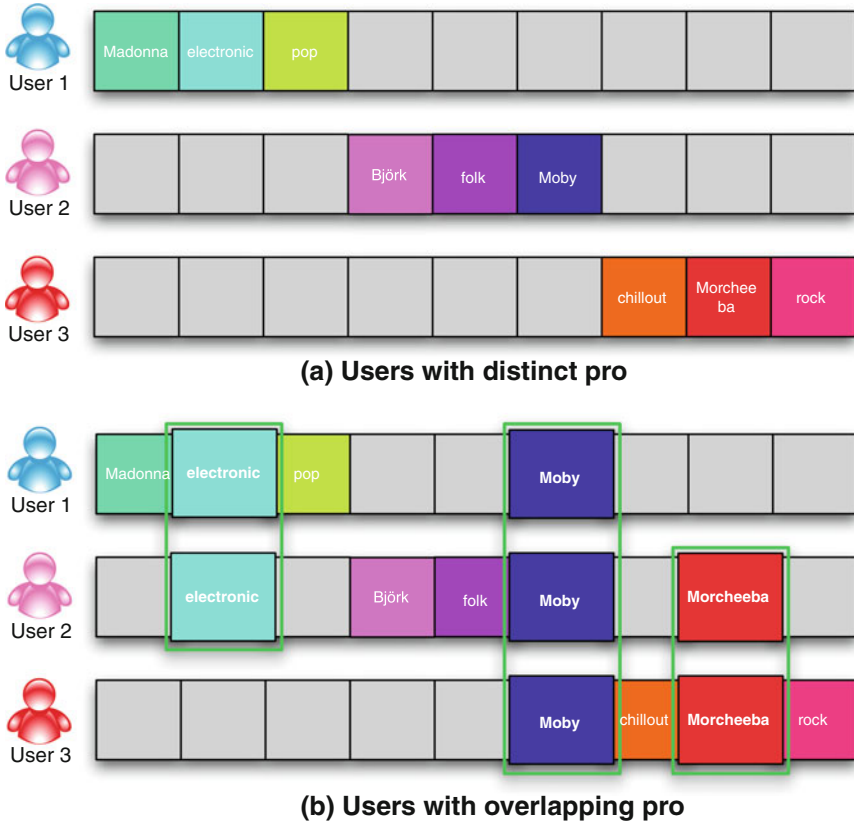 Madonna electronic pop
User 1
Björk folk Moby
User 2
chillout Morchee
ba rock
User 3
(a) Users with distinct pro
Madonna electronic pop Moby
User 1
electronic Björk folk Moby Morcheeba
User 2
Moby chillout Morcheeba rock
User 3
(b) Users with overlapping pro